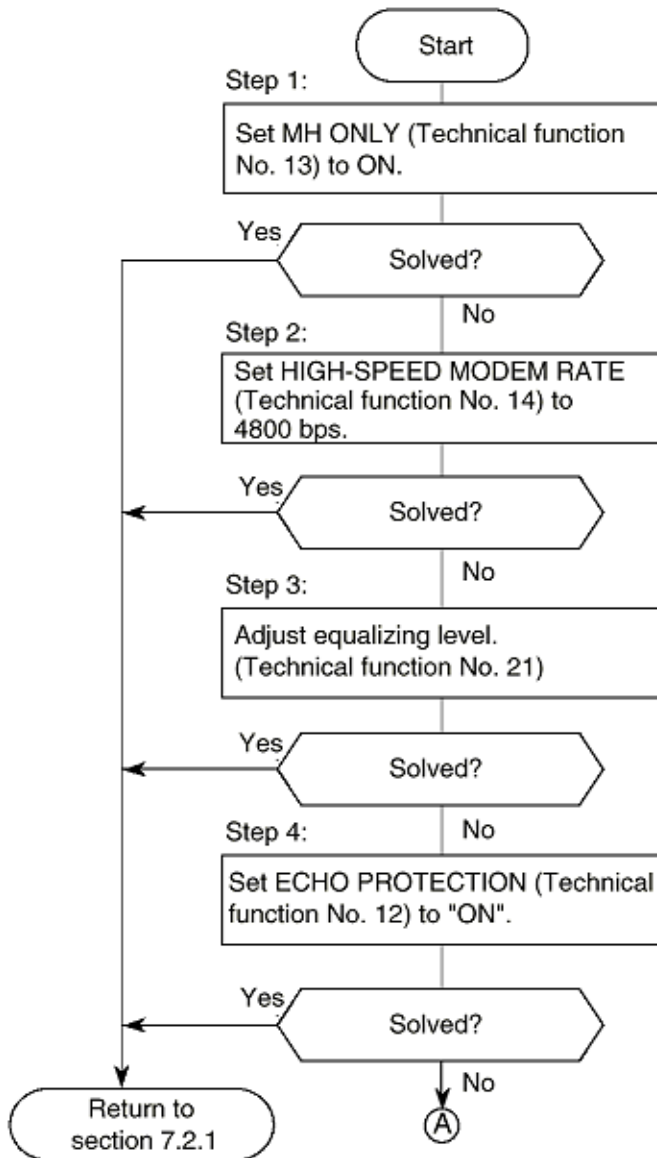 Start
Step 1:
Set MH ONLY (Technical function
No. 13) to ON.
Yes
Solved?
No
Step 2:
Set HIGH-SPEED MODEM RATE
(Technical function No. 14) to
4800 bps.
Yes
Solved?
No
Step 3:
Adjust equalizing level.
(Technical function No. 21)
Yes
Solved?
No
Step 4:
Set ECHO PROTECTION (Technical
function No. 12) to "ON".
Yes
Solved?
No
Return to
section 7.2.1
A